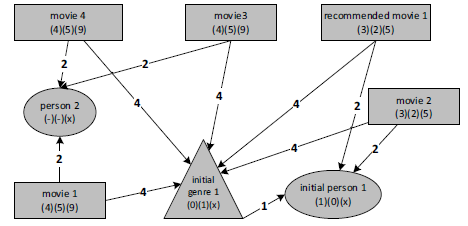 movie 4
(4)(5)(9)
movie3
(4)(5)(9)
recommended movie 1
(3)(2)(5)
2
2
4
4
4
2
movie 2
(3)(2)(5)
person 2
(-)(-)(x)
4
2
2
initial
genre 1
(0)(1)(x)
initial person 1
(1)(0)(x)
movie 1
(4)(5)(9)
4
1